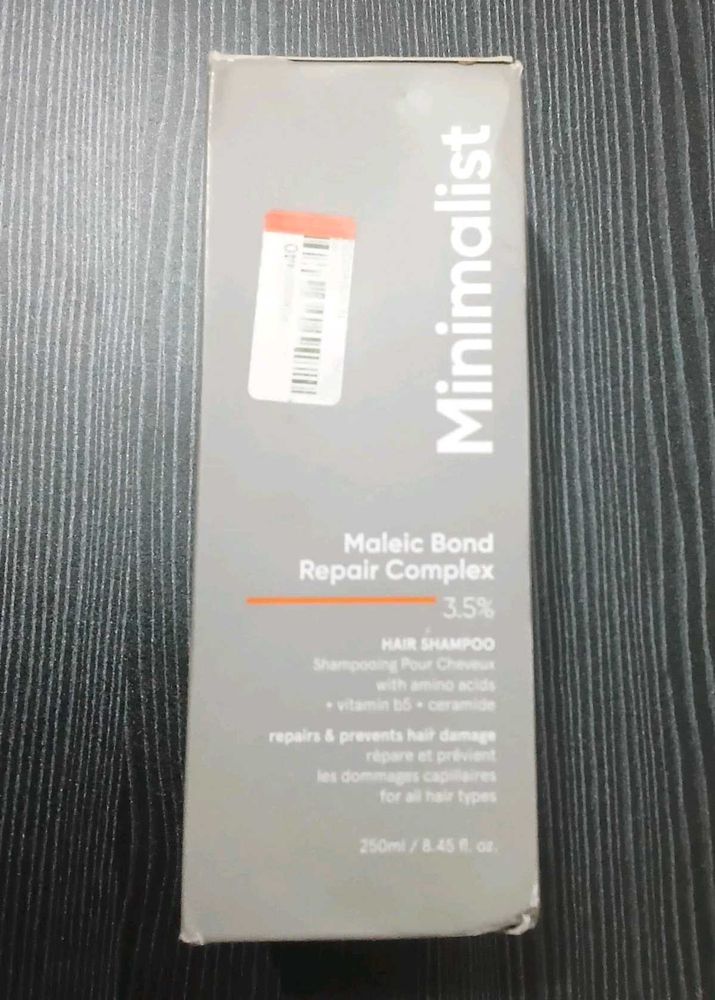 Minimalist
Maleic Bond
Repair Complex
3.5%
HAIR SHAMPOO
Shampooing Pour Cheveux
with amino acids
+ vitamin b5 + ceramide
repairs & prevents hair damage
répare et prévient
les dommages capillaires
for all hair types
250ml / 8.45 fl. oz.